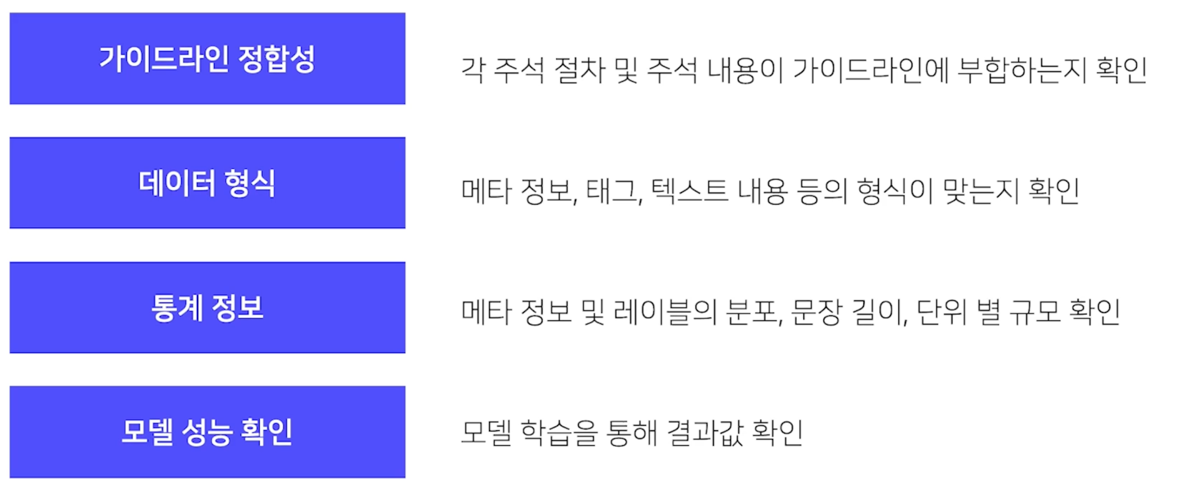 가이드라인 정합성
각 주석 절차 및 주석 내용이 가이드라인에 부합하는지 확인
데이터 형식
메타 정보, 태그, 텍스트 내용 등의 형식이 맞는지 확인
통계 정보
메타 정보 및 레이블의 분포, 문장 길이, 단위 별 규모 확인
모델 성능 확인
모델 학습을 통해 결과값 확인